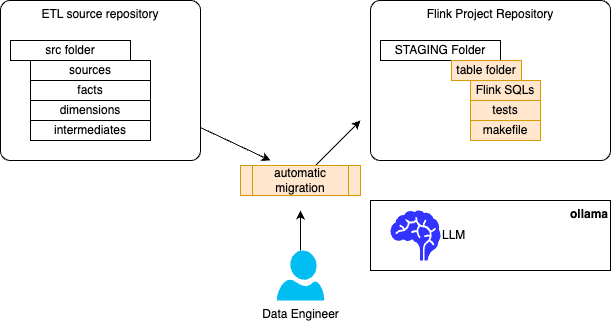 ETL source repository
src folder
sources
facts
dimensions
intermediates
Flink Project Repository
STAGING Folder
table folder
Flink SQLs
tests
makefile
automatic
migration
ollama
LLM
Data Engineer